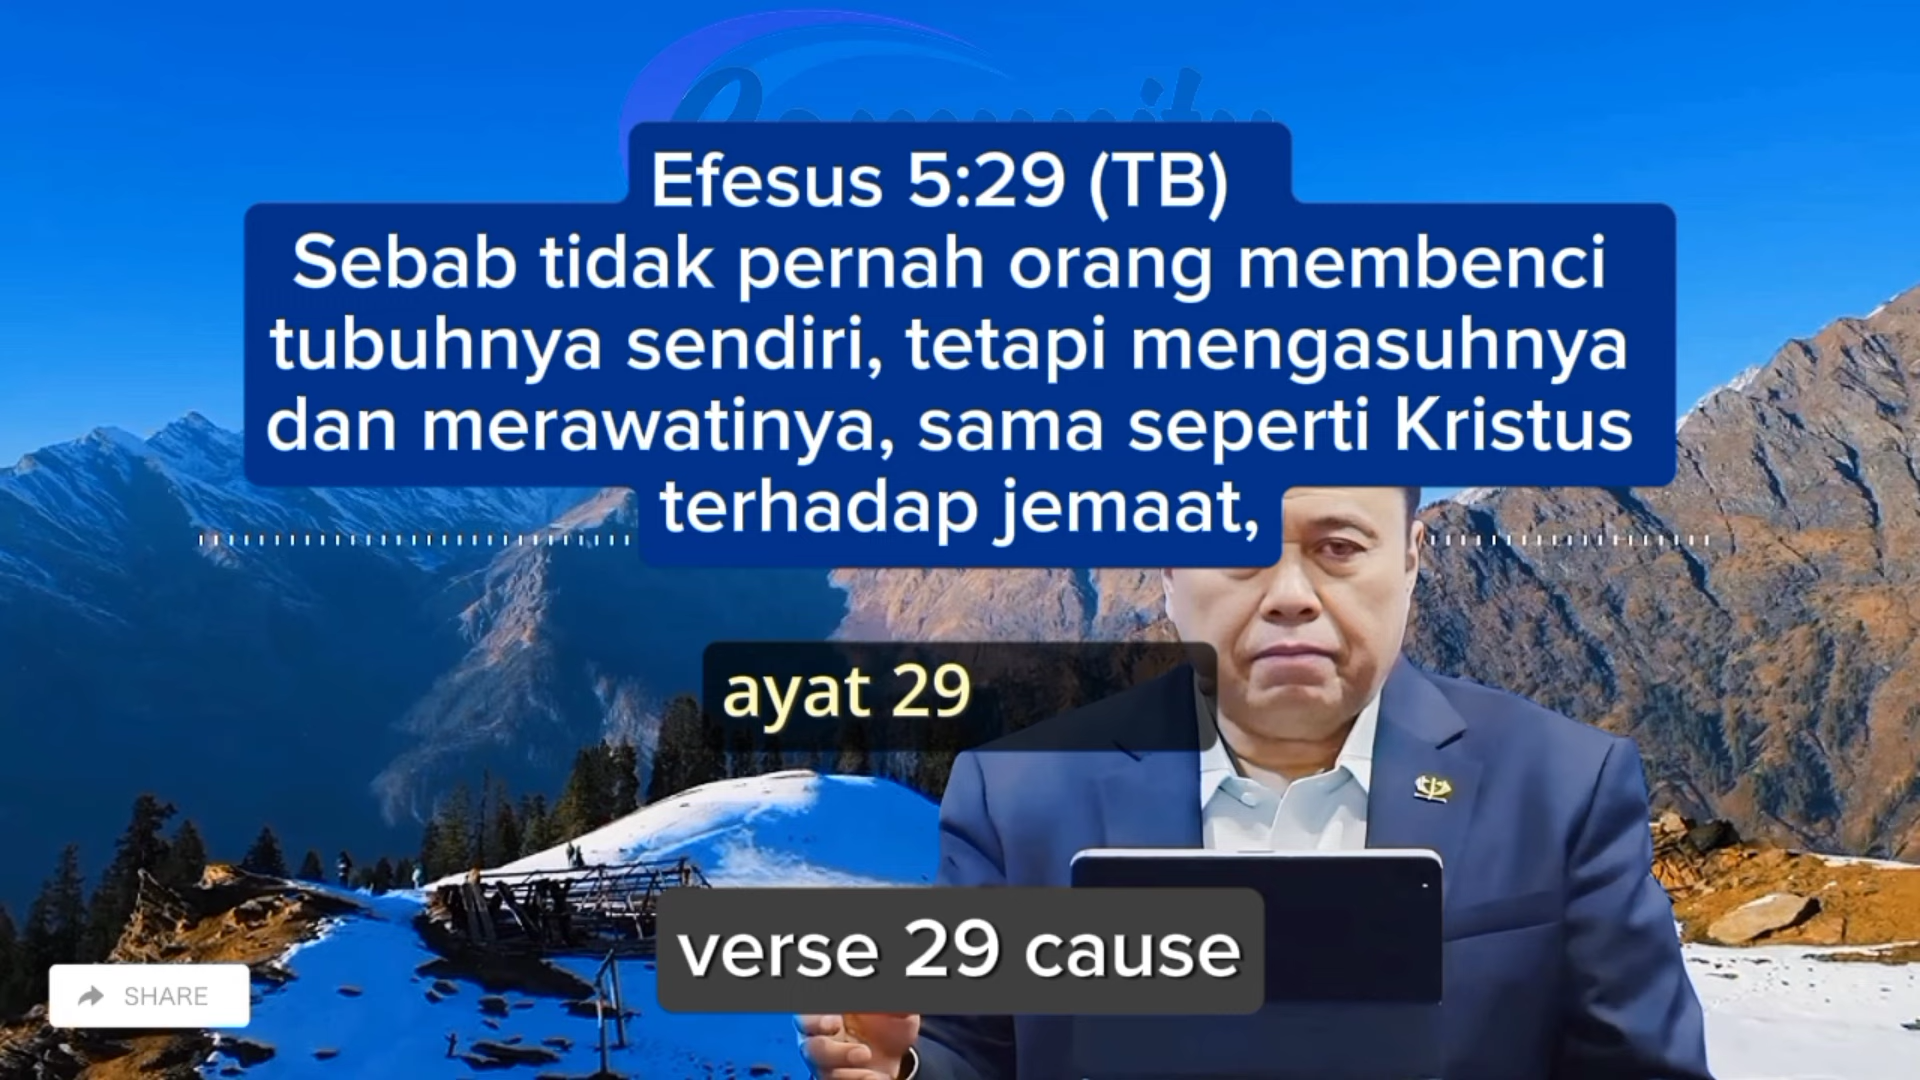 Efesus 5:29 (TB)
Sebab tidak pernah orang membenci
tubuhnya sendiri, tetapi mengasuhnya
dan merawatinya, sama seperti Kristus
terhadap jemaat,
ayat 29
verse 29 cause
SHARE